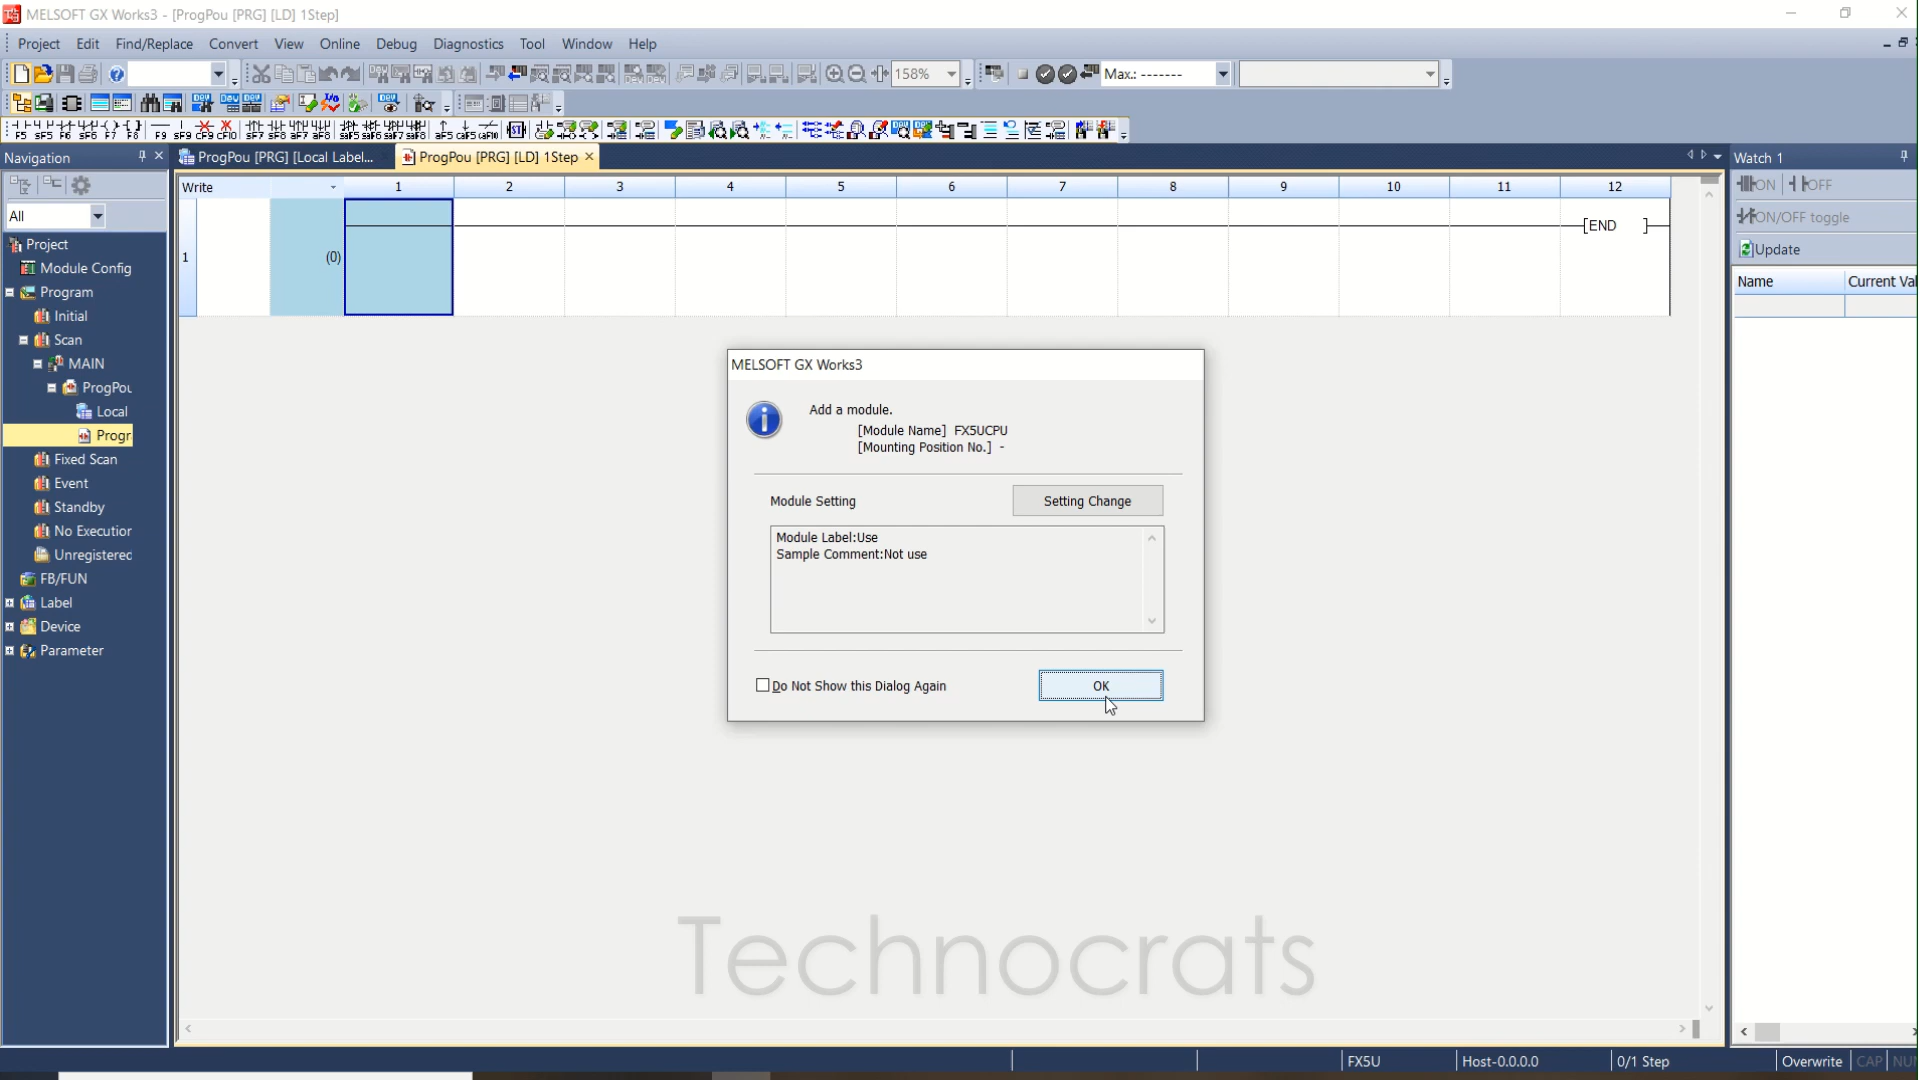 MELSOFT GX Works3 - [ProgPou [PRG] [LD] 1Step]
Project Edit Find/Replace Convert View Online Debug Diagnostics Tool Window Help
158% Max.: -------
Navigation
ProgPou [PRG] [Local Label...
ProgPou [PRG] [LD] 1Step
Watch 1
Write 1 2 3 4 5 6 7 8 9 10 11 12
ON OFF
All
ON/OFF toggle
[END ]
Project
1 (0)
Update
Module Config
Name Current Val
Program
Initial
Scan
MAIN
ProgPou
Local
Progr
Fixed Scan
Event
Standby
No Execution
Unregistered
FB/FUN
Label
Device
Parameter
MELSOFT GX Works3
Add a module.
[Module Name] FX5UCPU
[Mounting Position No.] -
Module Setting
Setting Change
Module Label:Use
Sample Comment:Not use
Do Not Show this Dialog Again
OK
Technocrats
FX5U Host-0.0.0.0 0/1 Step Overwrite CAP NUM